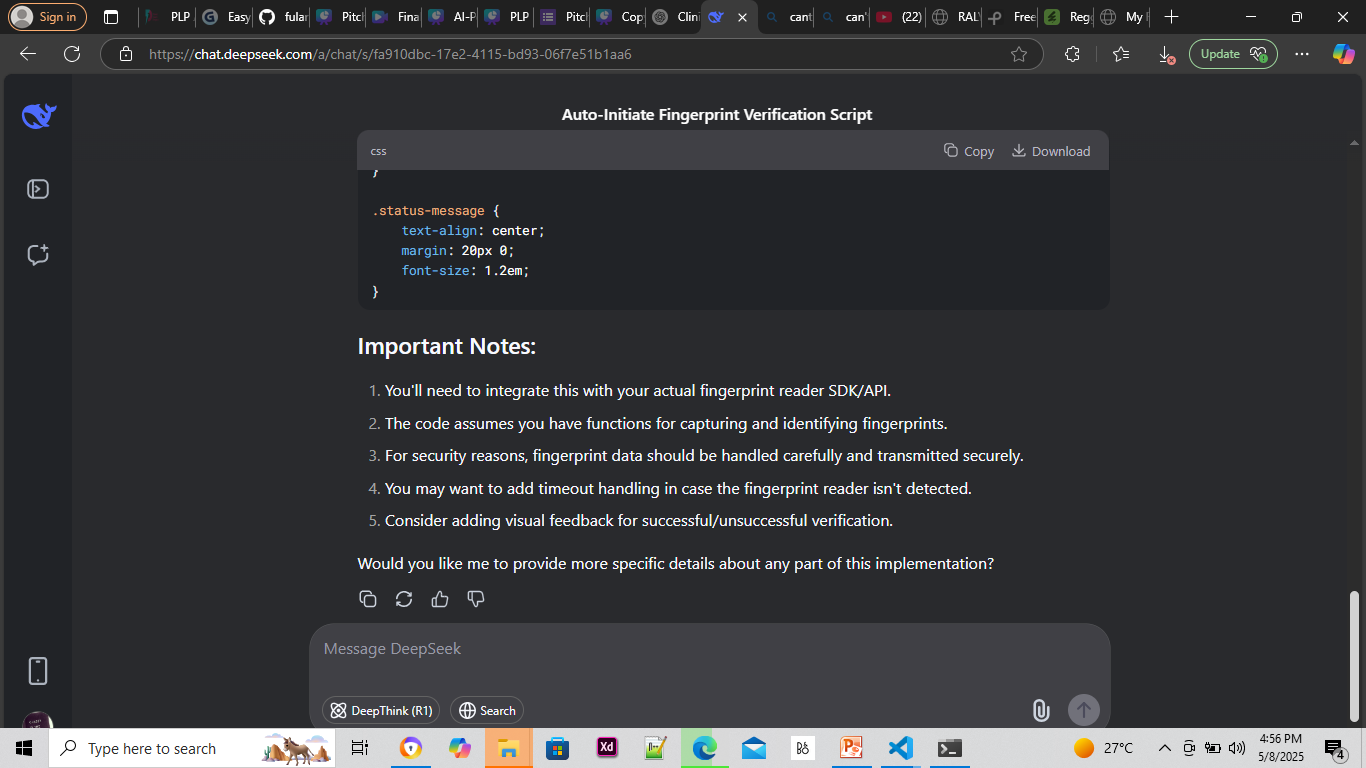 Sign in
PLP
Easy
fular
Pitch
Fina
AI-P
PLP
Pitch
Cop
Clini
cant
can'
(22)
RAL
Free
Reg
My
https://chat.deepseek.com/a/chat/s/fa910dbc-17e2-4115-bd93-06f7e51b1aa6
Update
Auto-Initiate Fingerprint Verification Script
css
Copy
Download
}
.status-message {
text-align: center;
margin: 20px 0;
font-size: 1.2em;
}
Important Notes:
1. You'll need to integrate this with your actual fingerprint reader SDK/API.
2. The code assumes you have functions for capturing and identifying fingerprints.
3. For security reasons, fingerprint data should be handled carefully and transmitted securely.
4. You may want to add timeout handling in case the fingerprint reader isn't detected.
5. Consider adding visual feedback for successful/unsuccessful verification.
Would you like me to provide more specific details about any part of this implementation?
Message DeepSeek
DeepThink (R1)
Search
Type here to search
Xd
27°C
4:56 PM
5/8/2025
4